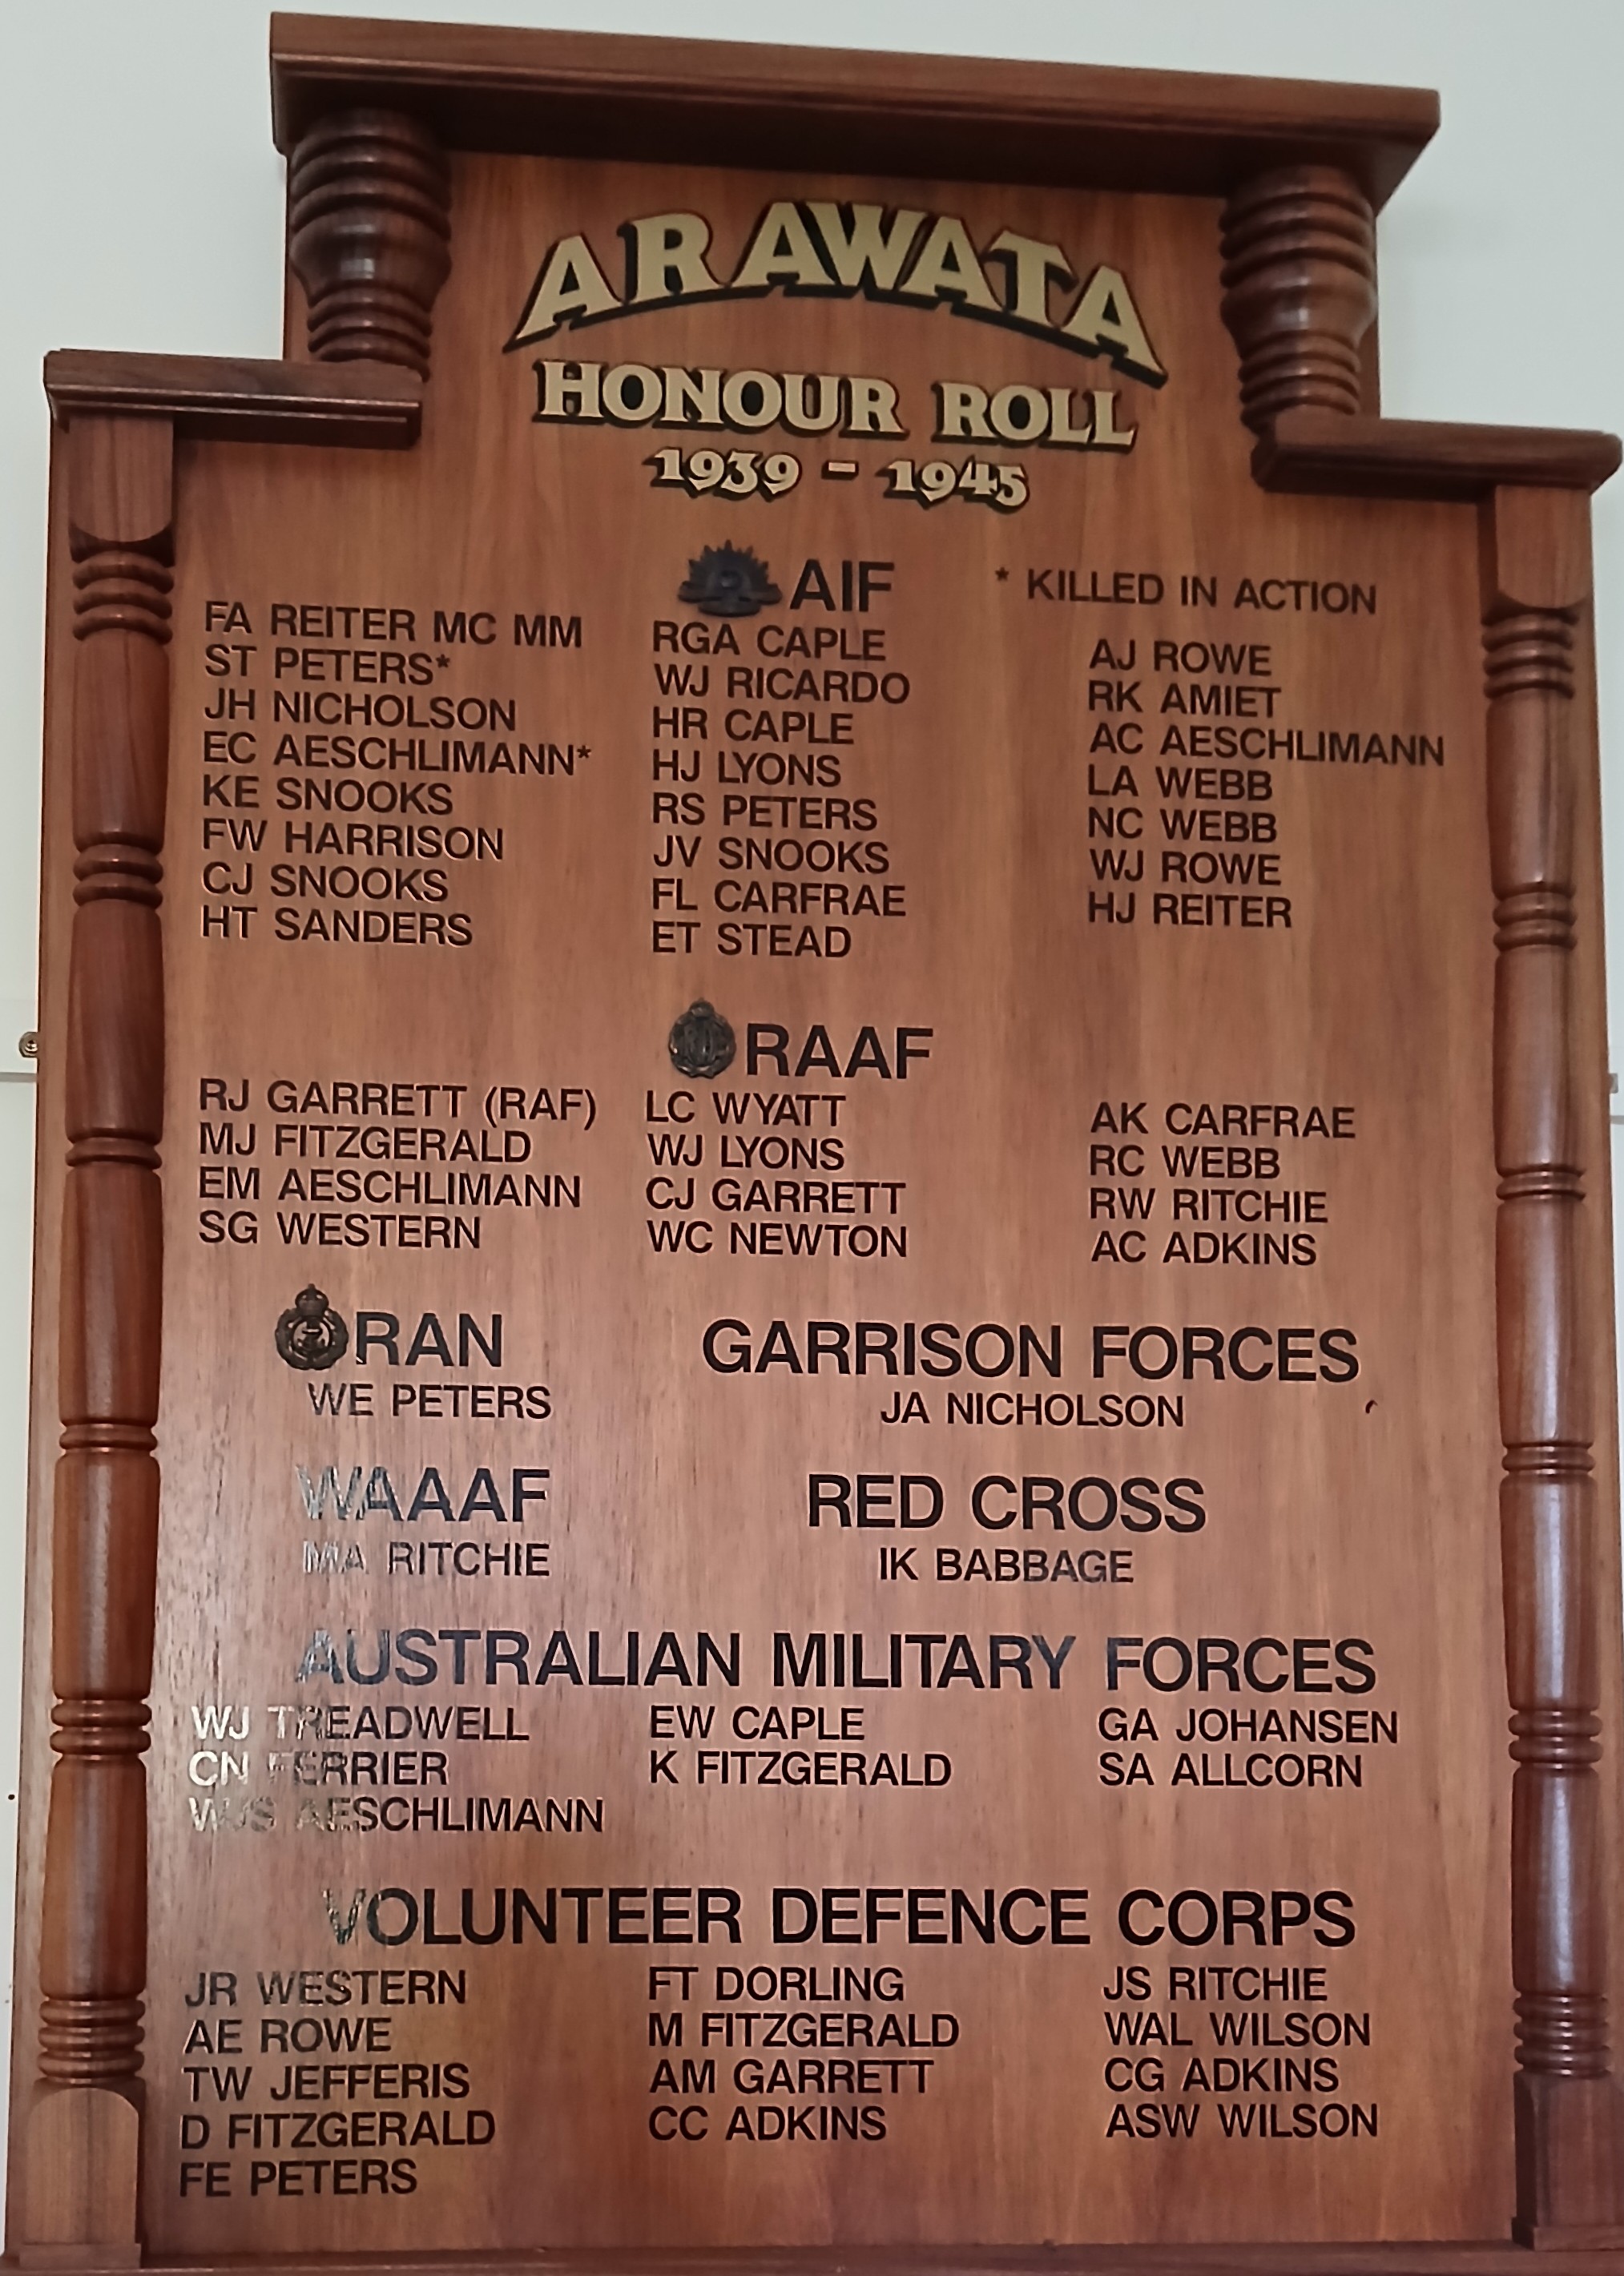 ARAWATA
HONOUR ROLL
1939 - 1945
AIF
* KILLED IN ACTION
FA REITER MC MM
ST PETERS*
JH NICHOLSON
EC AESCHLIMANN*
KE SNOOKS
FW HARRISON
CJ SNOOKS
HT SANDERS
RGA CAPLE
WJ RICARDO
HR CAPLE
HJ LYONS
RS PETERS
JV SNOOKS
FL CARFRAE
ET STEAD
AJ ROWE
RK AMIET
AC AESCHLIMANN
LA WEBB
NC WEBB
WJ ROWE
HJ REITER
RAAF
RJ GARRETT (RAF)
MJ FITZGERALD
EM AESCHLIMANN
SG WESTERN
LC WYATT
WJ LYONS
CJ GARRETT
WC NEWTON
AK CARFRAE
RC WEBB
RW RITCHIE
AC ADKINS
RAN
WE PETERS
GARRISON FORCES
JA NICHOLSON
WAAAF
MA RITCHIE
RED CROSS
IK BABBAGE
AUSTRALIAN MILITARY FORCES
WJ TREADWELL
CN FERRIER
WJS AESCHLIMANN
EW CAPLE
K FITZGERALD
GA JOHANSEN
SA ALLCORN
VOLUNTEER DEFENCE CORPS
JR WESTERN
AE ROWE
TW JEFFERIS
D FITZGERALD
FE PETERS
FT DORLING
M FITZGERALD
AM GARRETT
CC ADKINS
JS RITCHIE
WAL WILSON
CG ADKINS
ASW WILSON